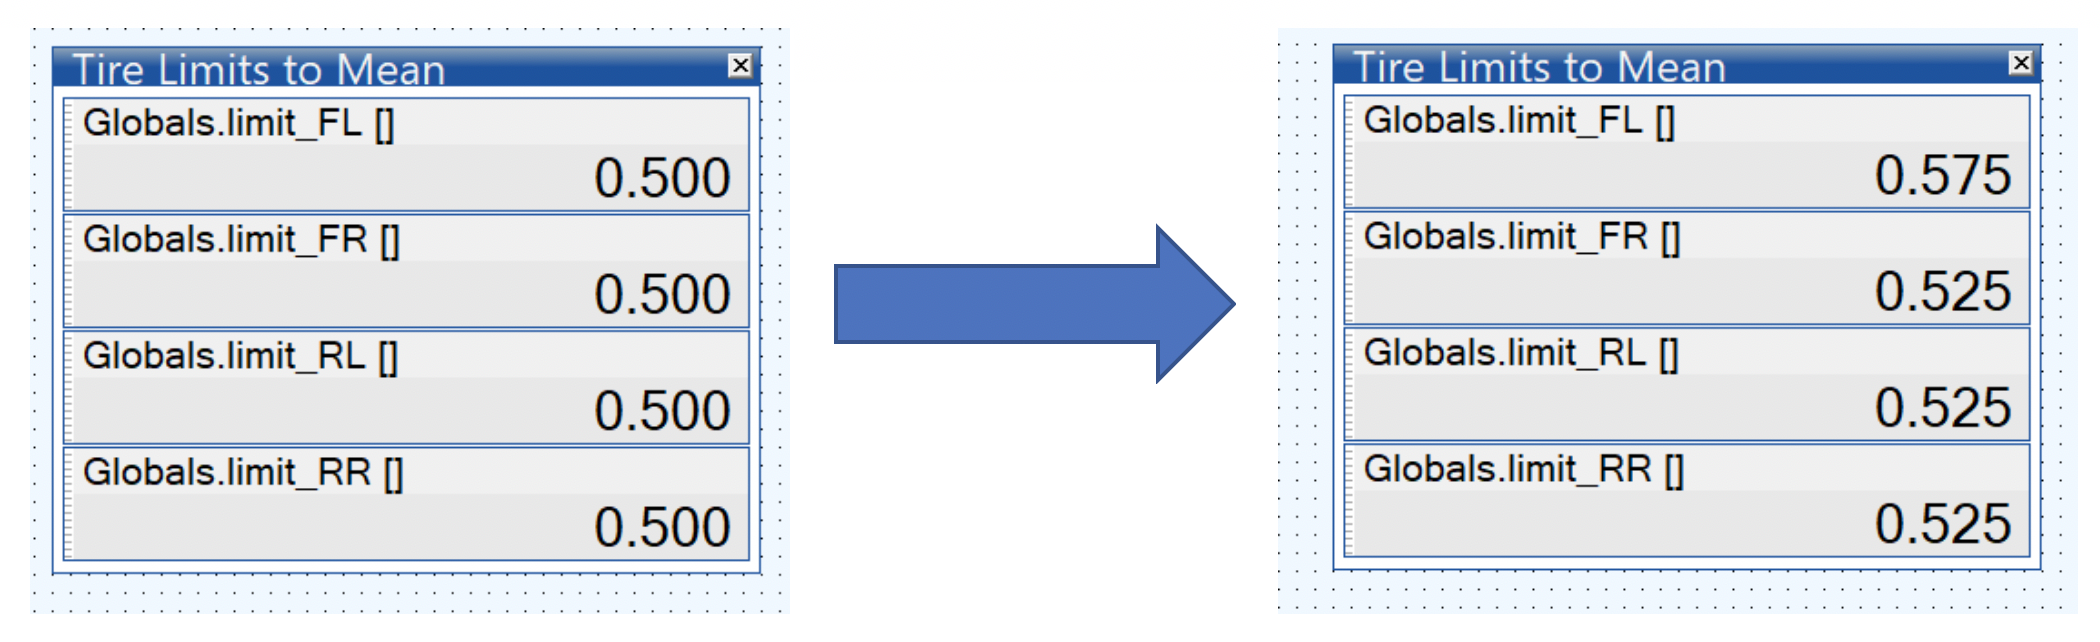 Tire Limits to Mean
Globals.limit_FL []
0.500
Globals.limit_FR []
0.500
Globals.limit_RL []
0.500
Globals.limit_RR []
0.500
Tire Limits to Mean
Globals.limit_FL []
0.575
Globals.limit_FR []
0.525
Globals.limit_RL []
0.525
Globals.limit_RR []
0.525